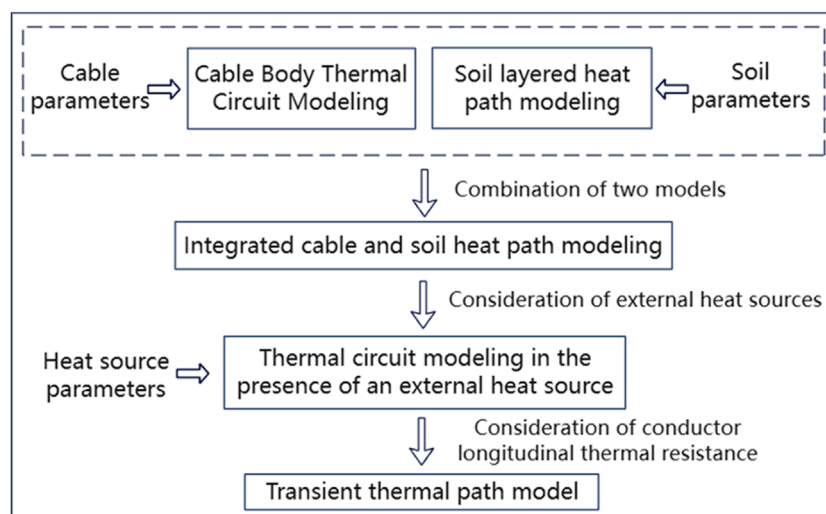 Cable
parameters
Cable Body Thermal
Circuit Modeling
Soil layered heat
path modeling
Soil
parameters
Combination of two models
Integrated cable and soil heat path modeling
Consideration of external heat sources
Heat source
parameters
Thermal circuit modeling in the
presence of an external heat source
Consideration of conductor
longitudinal thermal resistance
Transient thermal path model